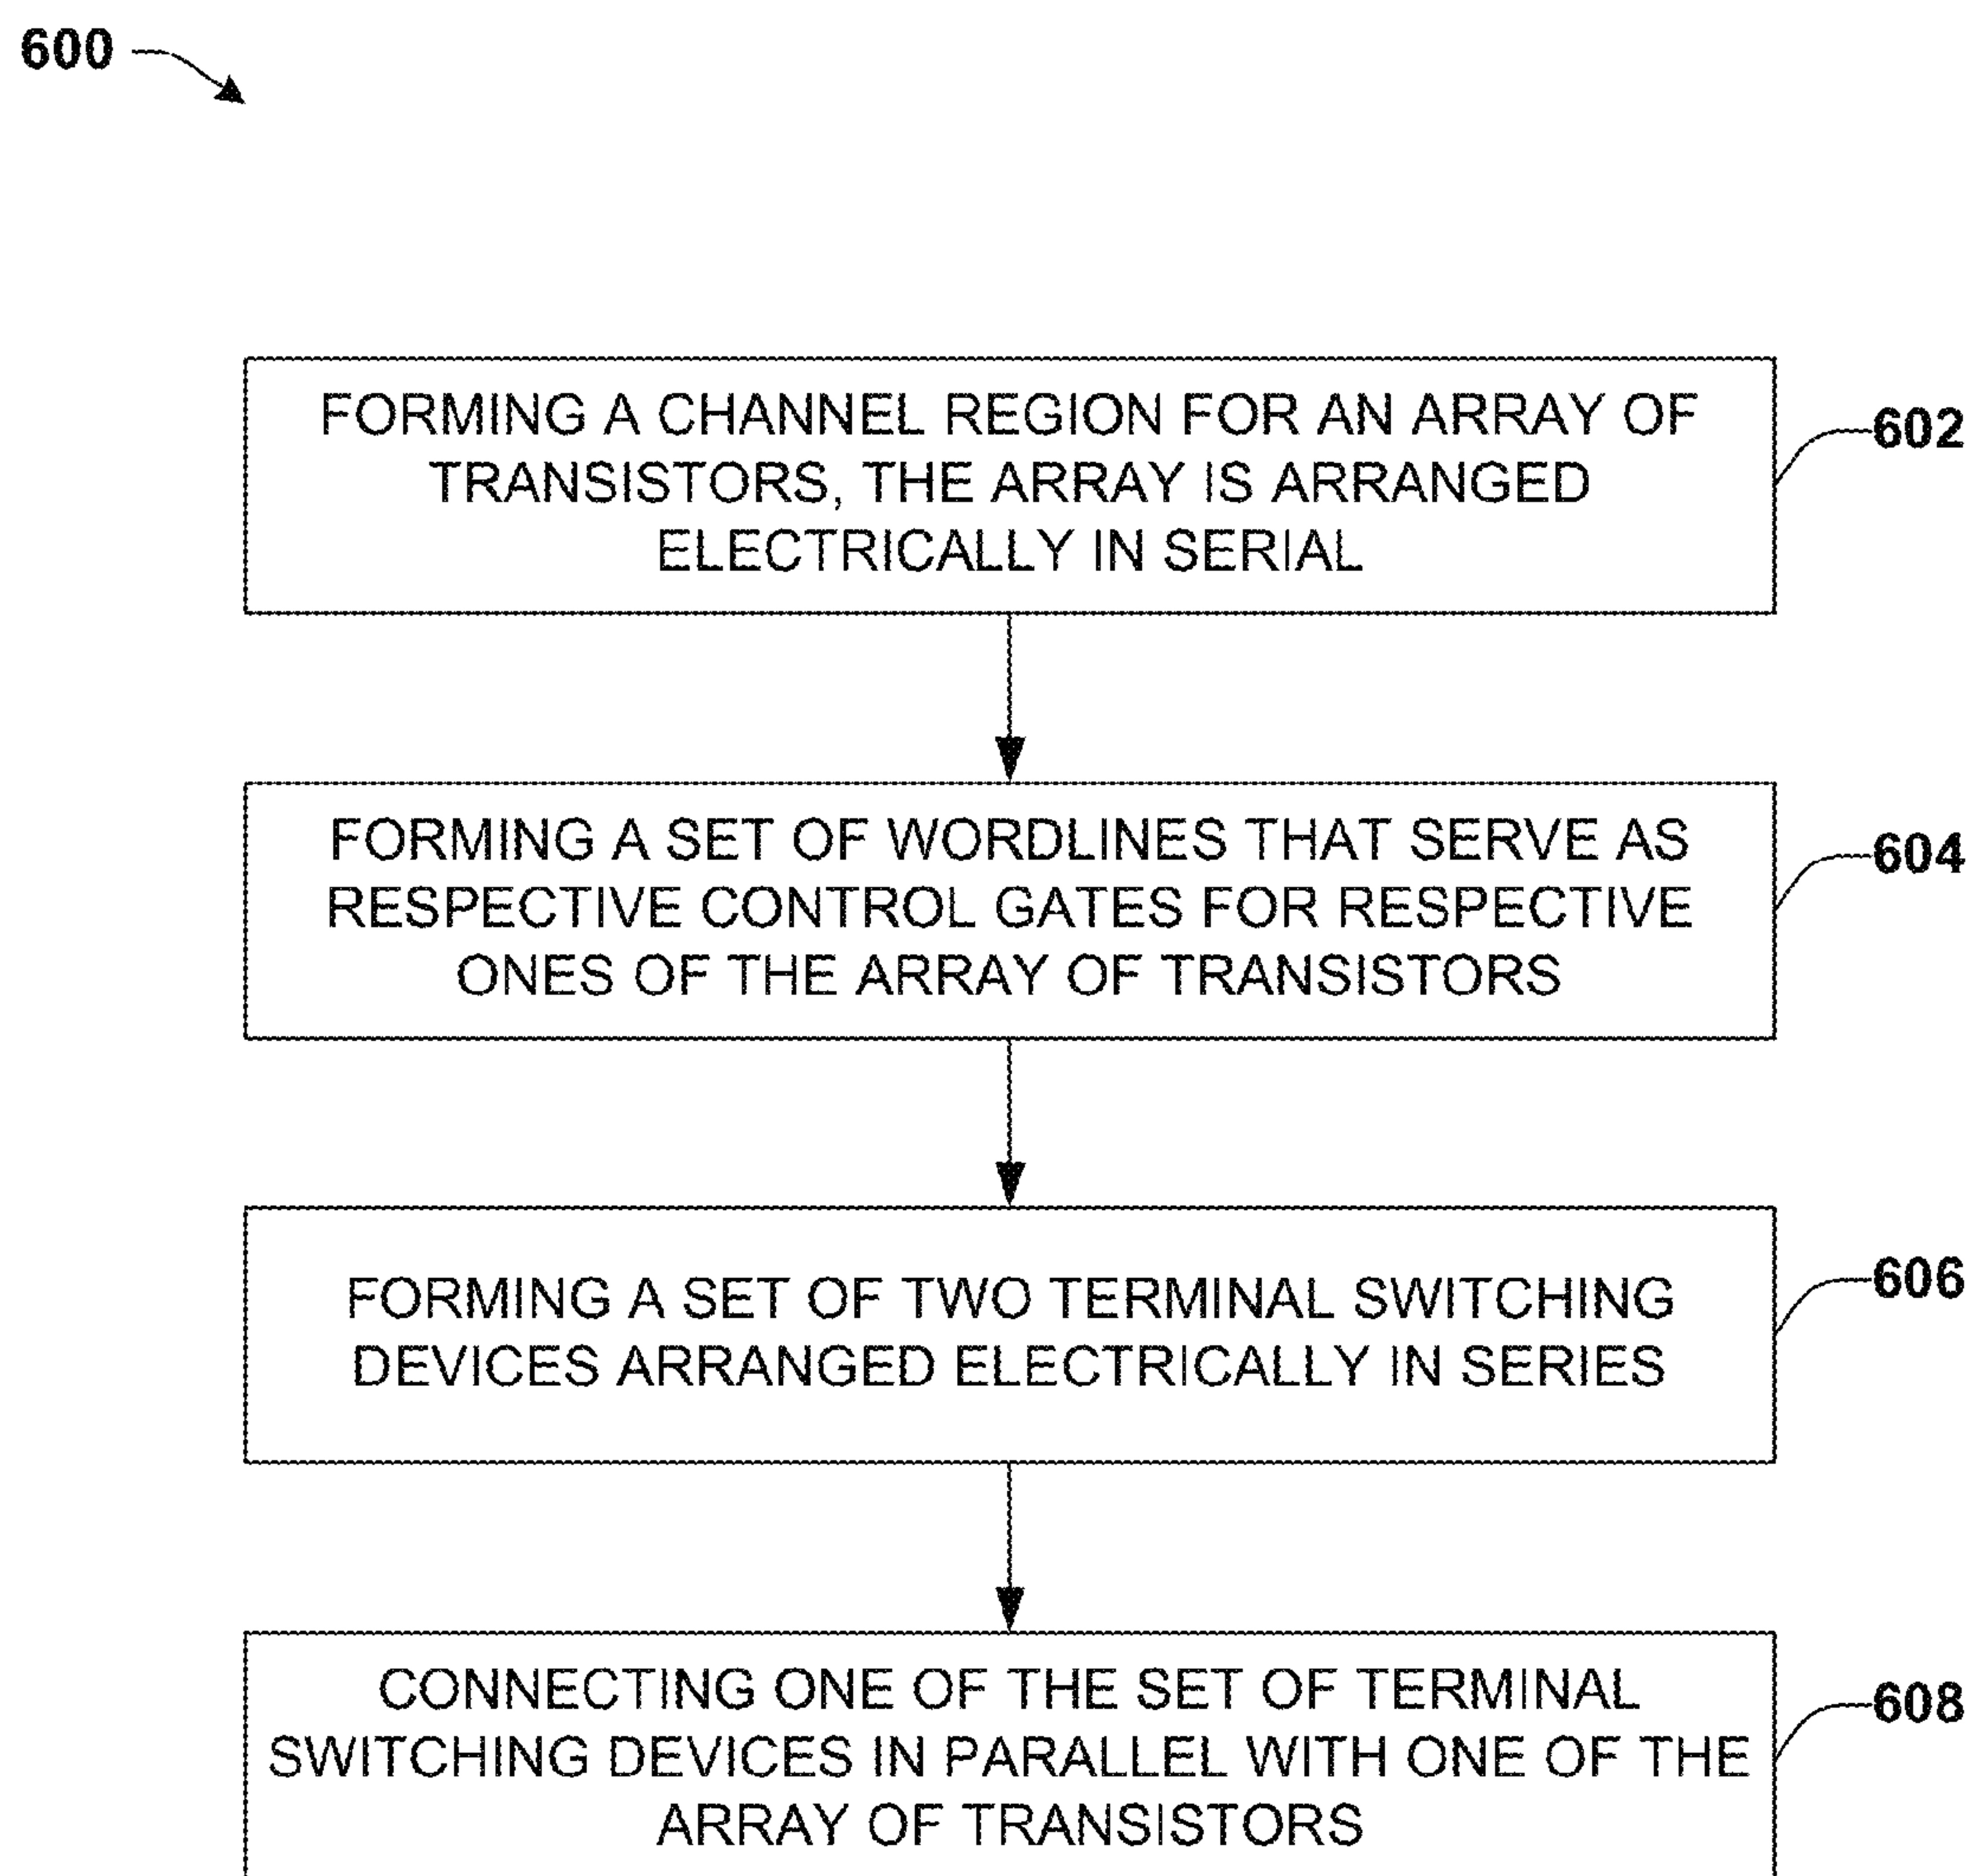 600
FORMING A CHANNEL REGION FOR AN ARRAY OF
TRANSISTORS, THE ARRAY IS ARRANGED
ELECTRICALLY IN SERIAL
602
FORMING A SET OF WORDLINES THAT SERVE AS
RESPECTIVE CONTROL GATES FOR RESPECTIVE
ONES OF THE ARRAY OF TRANSISTORS
604
FORMING A SET OF TWO TERMINAL SWITCHING
DEVICES ARRANGED ELECTRICALLY IN SERIES
606
CONNECTING ONE OF THE SET OF TERMINAL
SWITCHING DEVICES IN PARALLEL WITH ONE OF THE
ARRAY OF TRANSISTORS
608